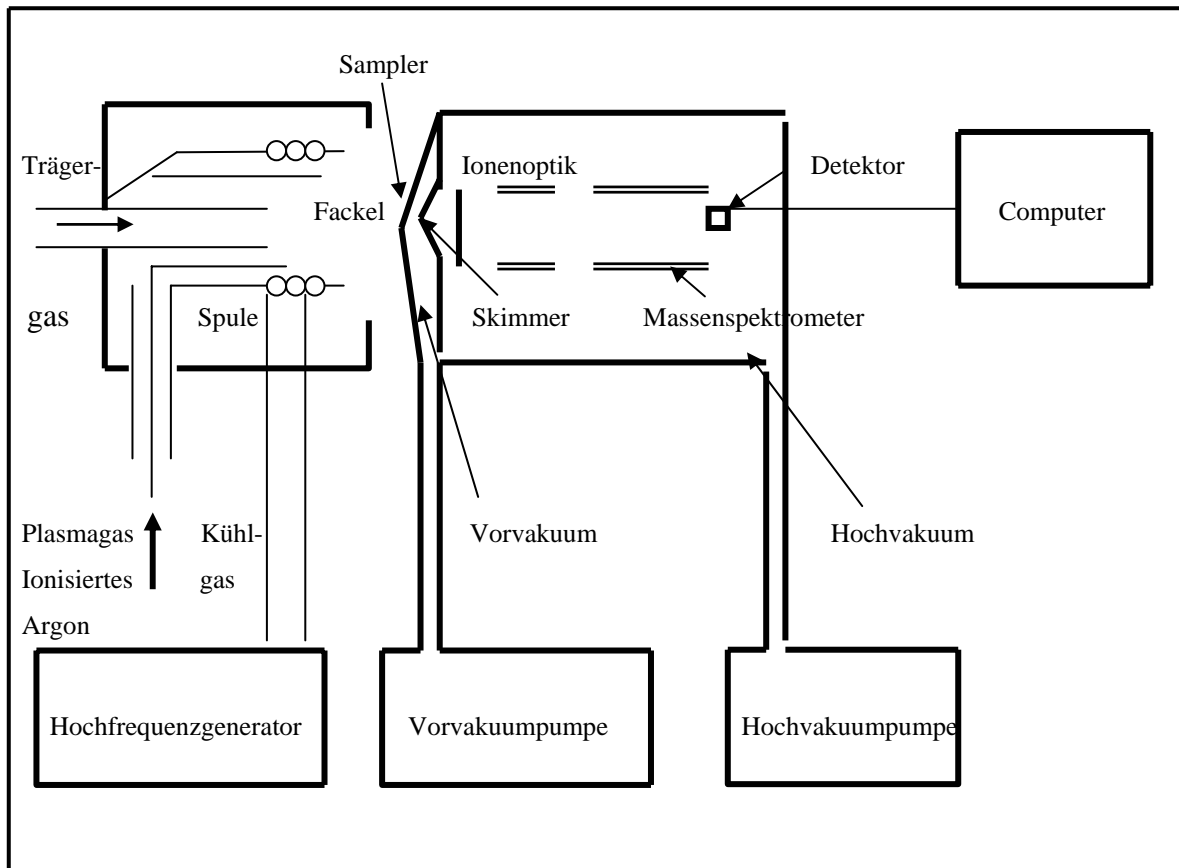 Sampler
Träger-
Ionenoptik
Detektor
Fackel
Computer
gas
Spule
Skimmer
Massenspektrometer
Plasmagas
Kühl-
Vorvakuum
Hochvakuum
Ionisiertes
gas
Argon
Hochfrequenzgenerator
Vorvakuumpumpe
Hochvakuumpumpe